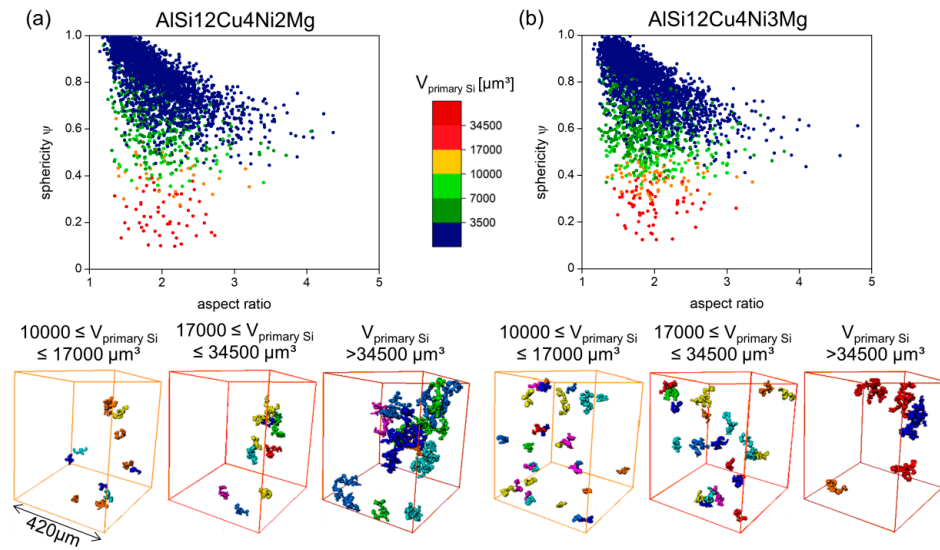 (a)
AlSi12Cu4Ni2Mg
1.0
0.8
0.6
0.4
0.2
0
sphericity ψ
1
2
3
4
5
aspect ratio
V primary Si [µm³]
34500
17000
10000
7000
3500
(b)
AlSi12Cu4Ni3Mg
1.0
0.8
0.6
0.4
0.2
0
sphericity ψ
1
2
3
4
5
aspect ratio
10000 ≤ V primary Si
≤ 17000 µm³
17000 ≤ V primary Si
≤ 34500 µm³
V primary Si
>34500 µm³
10000 ≤ V primary Si
≤ 17000 µm³
17000 ≤ V primary Si
≤ 34500 µm³
V primary Si
>34500 µm³
420µm